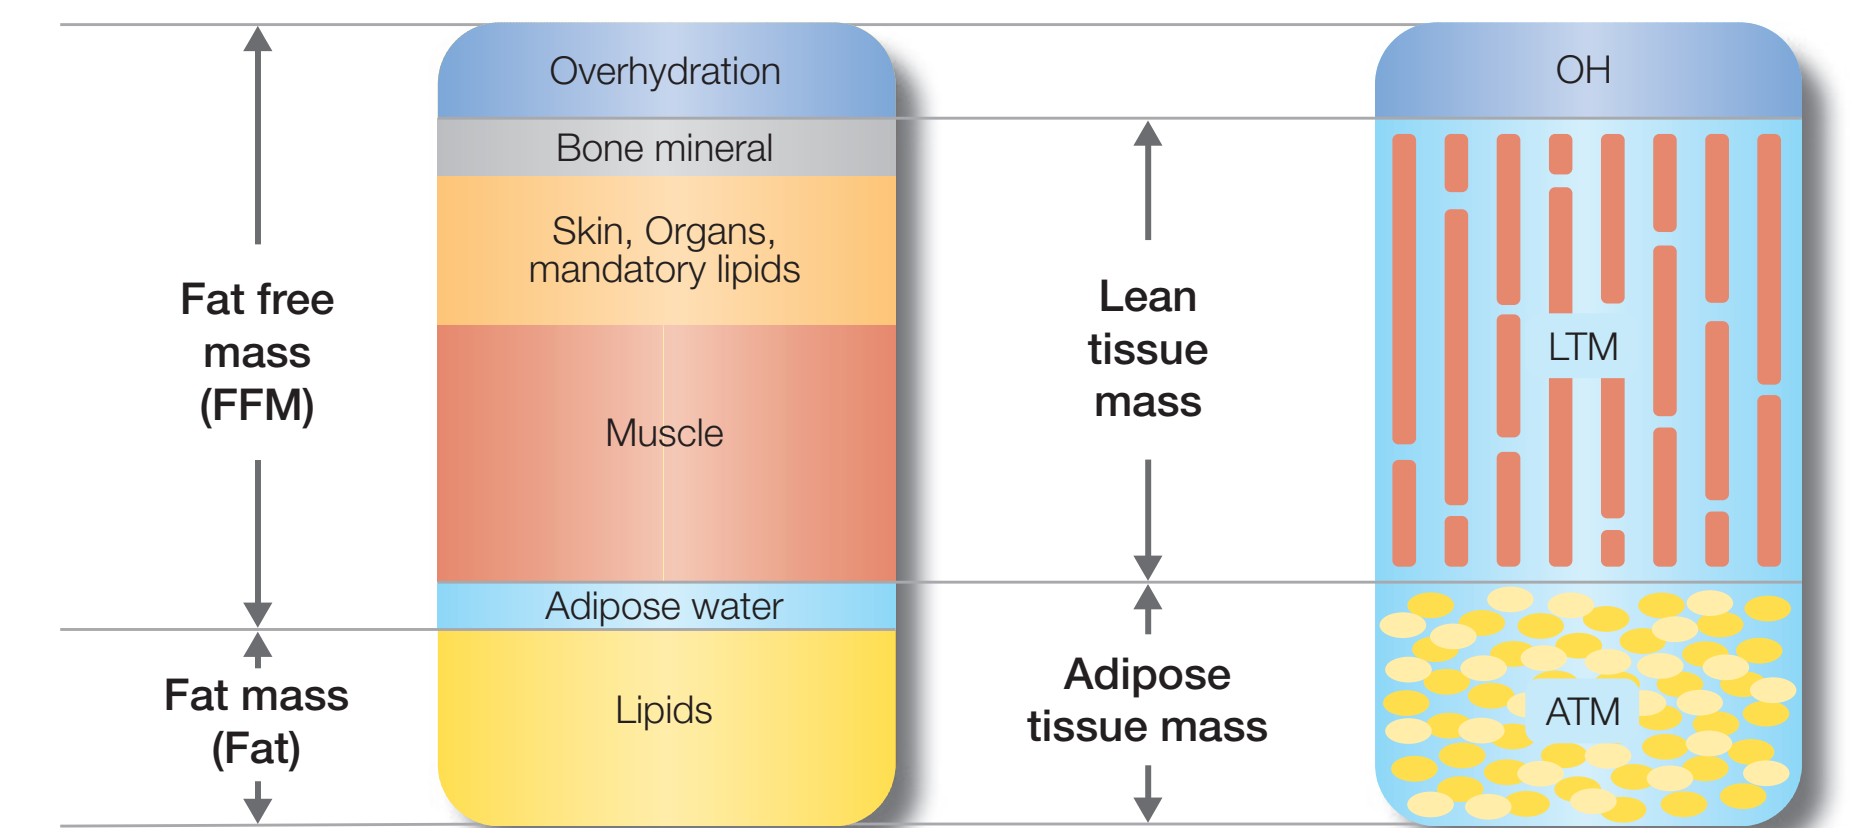 Fat free
mass
(FFM)
Fat mass
(Fat)
Overhydration
Bone mineral
Skin, Organs,
mandatory lipids
Muscle
Adipose water
Lipids
Lean
tissue
mass
Adipose
tissue mass
OH
LTM
ATM